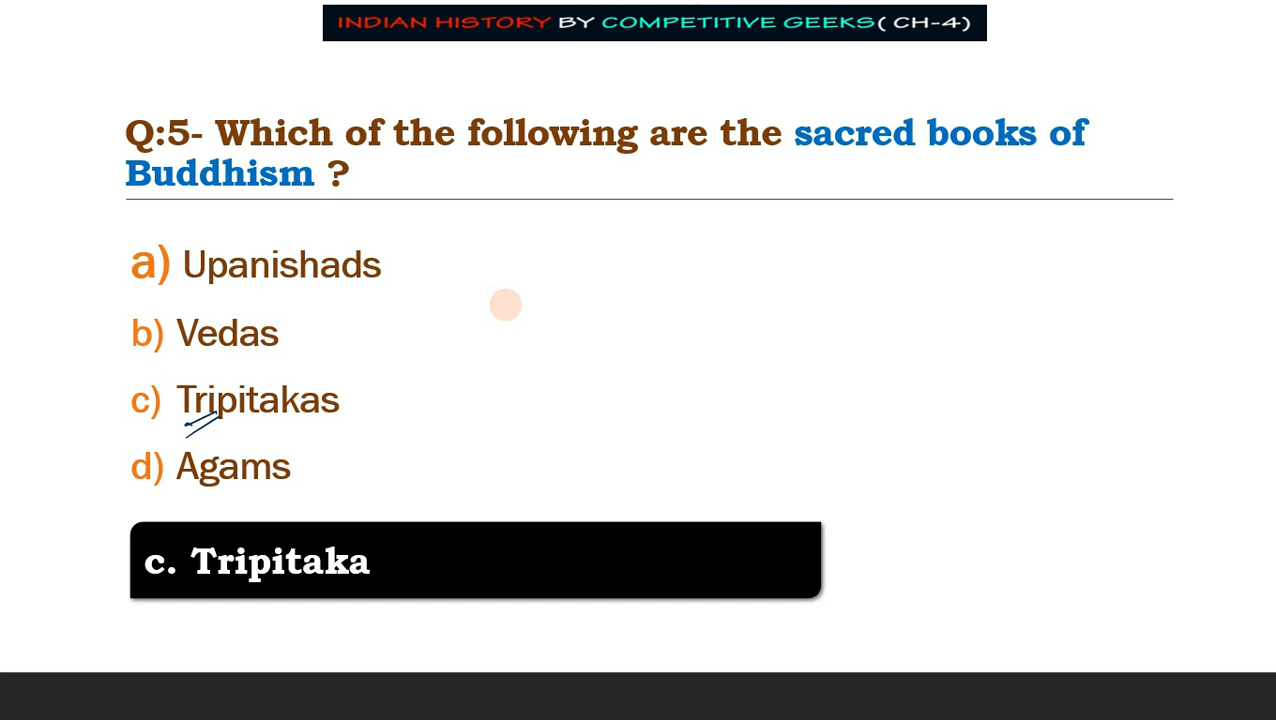 INDIAN HISTORY BY COMPETITIVE GEEKS( CH-4)
Q:5- Which of the following are the sacred books of
Buddhism ?
a) Upanishads
b) Vedas
c) Tripitakas
d) Agams
c. Tripitaka